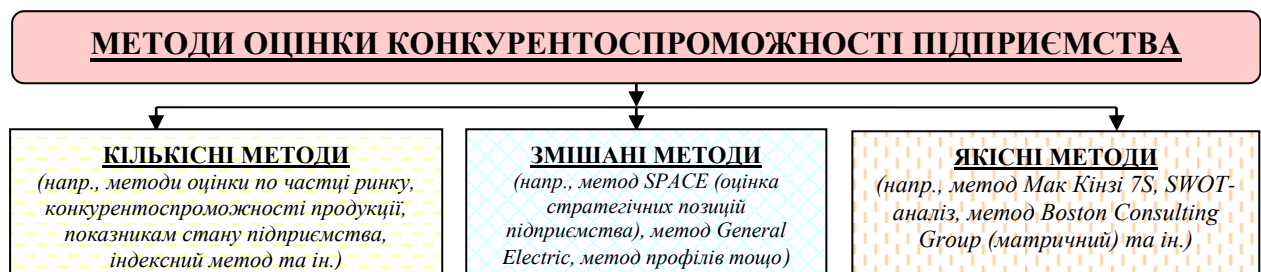 МЕТОДИ ОЦІНКИ КОНКУРЕНТОСПРОМОЖНОСТІ ПІДПРИЄМСТВА
КІЛЬКІСНІ МЕТОДИ
(напр., методи оцінки по частці ринку,
конкурентоспроможності продукції,
показникам стану підприємства,
індексний метод та ін.)
ЗМІШАНІ МЕТОДИ
(напр., метод SPACE (оцінка
стратегічних позицій
підприємства), метод General
Electric, метод профілів тощо)
ЯКІСНІ МЕТОДИ
(напр., метод Мак Кінзі 7S, SWOT-
аналіз, метод Boston Consulting
Group (матричний) та ін.)